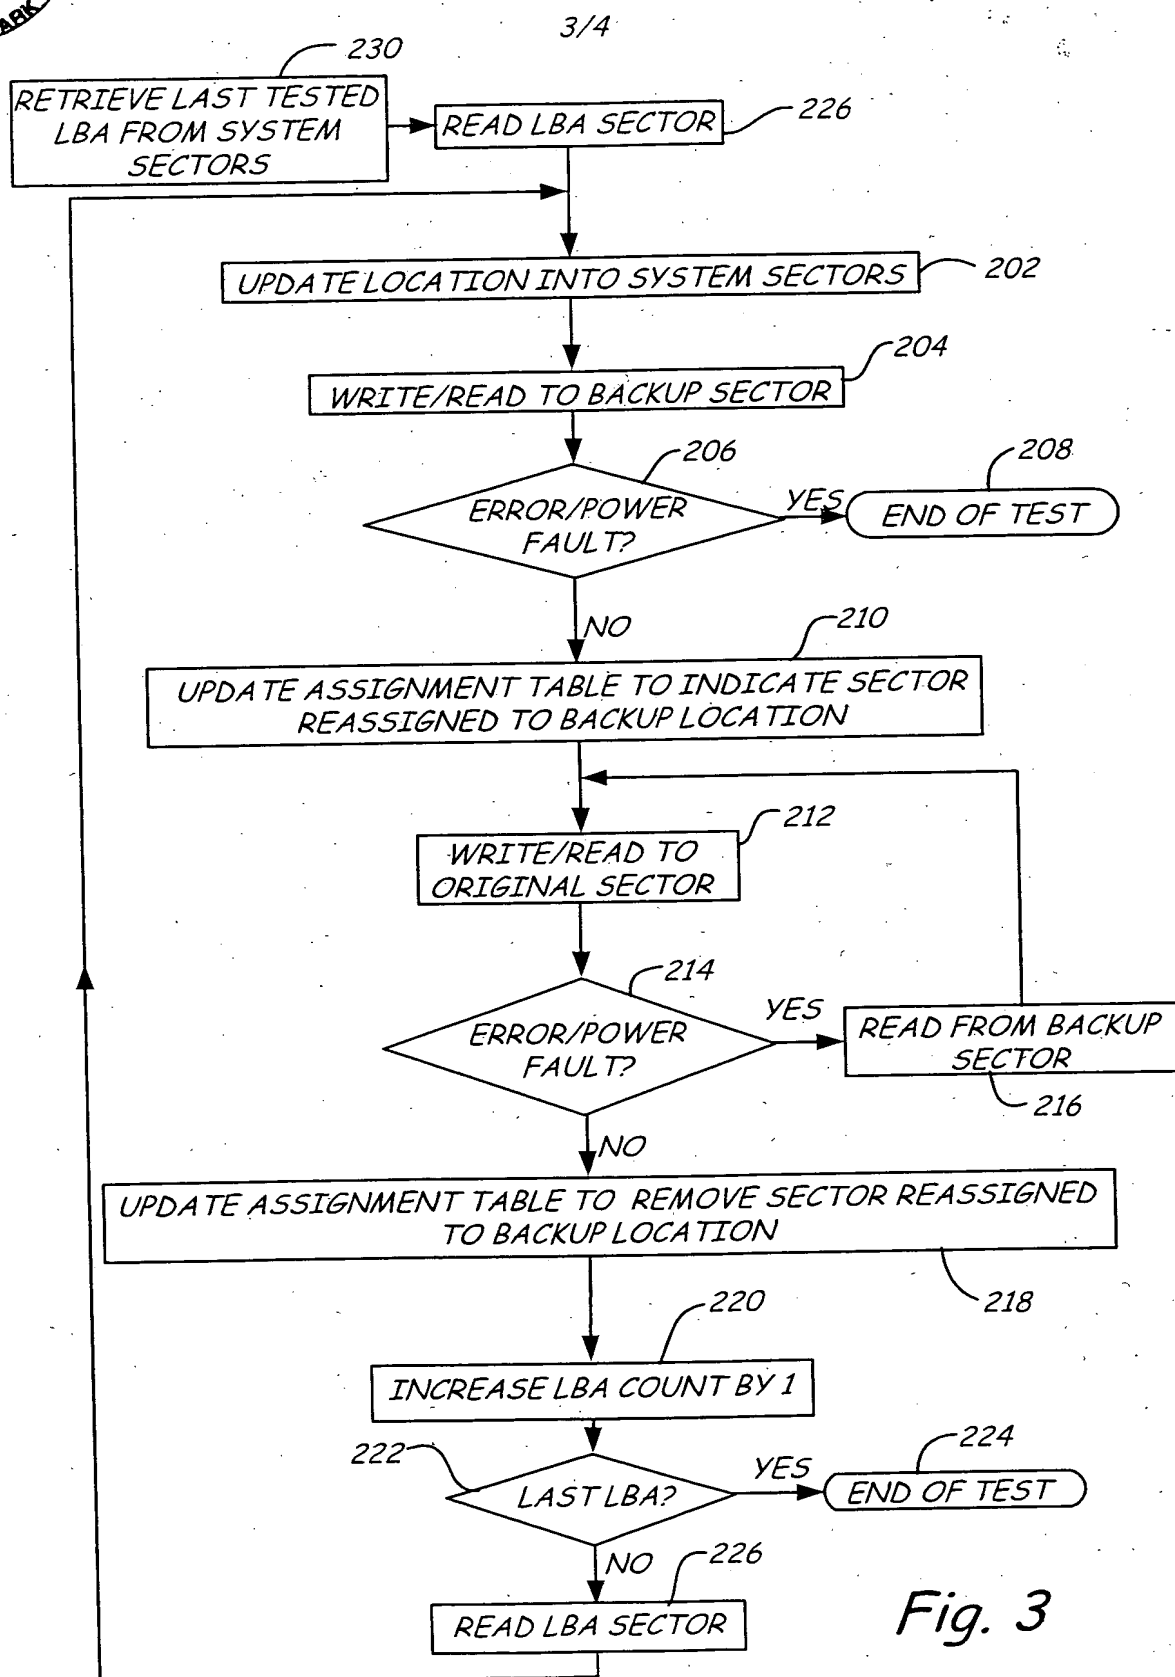 ARK
3/4
230
RETRIEVE LAST TESTED
LBA FROM SYSTEM
SECTORS
READ LBA SECTOR
226
UPDATE LOCATION INTO SYSTEM SECTORS
202
204
WRITE/READ TO BACKUP SECTOR
206
208
ERROR/POWER
FAULT?
YES
END OF TEST
NO
210
UPDATE ASSIGNMENT TABLE TO INDICATE SECTOR
REASSIGNED TO BACKUP LOCATION
212
WRITE/READ TO
ORIGINAL SECTOR
214
ERROR/POWER
FAULT?
YES
READ FROM BACKUP
SECTOR
216
NO
UPDATE ASSIGNMENT TABLE TO REMOVE SECTOR REASSIGNED
TO BACKUP LOCATION
218
220
INCREASE LBA COUNT BY 1
222
LAST LBA?
YES
224
END OF TEST
NO
226
READ LBA SECTOR
Fig. 3